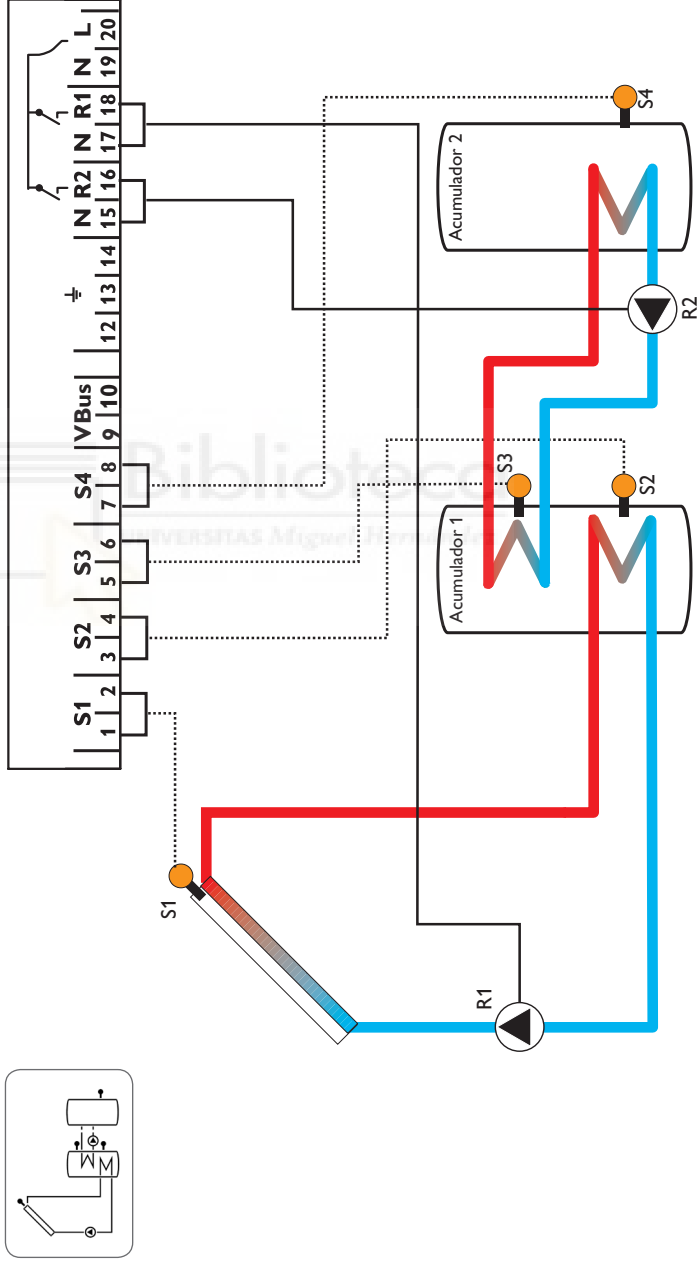 S1 S2 S3 S4 VBus N R2 N R1 N L
1 2 3 4 5 6 7 8 9 10 12 13 14 15 16 17 18 19 20
S1
R1
Acumulador 1
S3
S2
R2
Acumulador 2
S4
Biblioteca
UNIVERSITAS Miguel Hernández